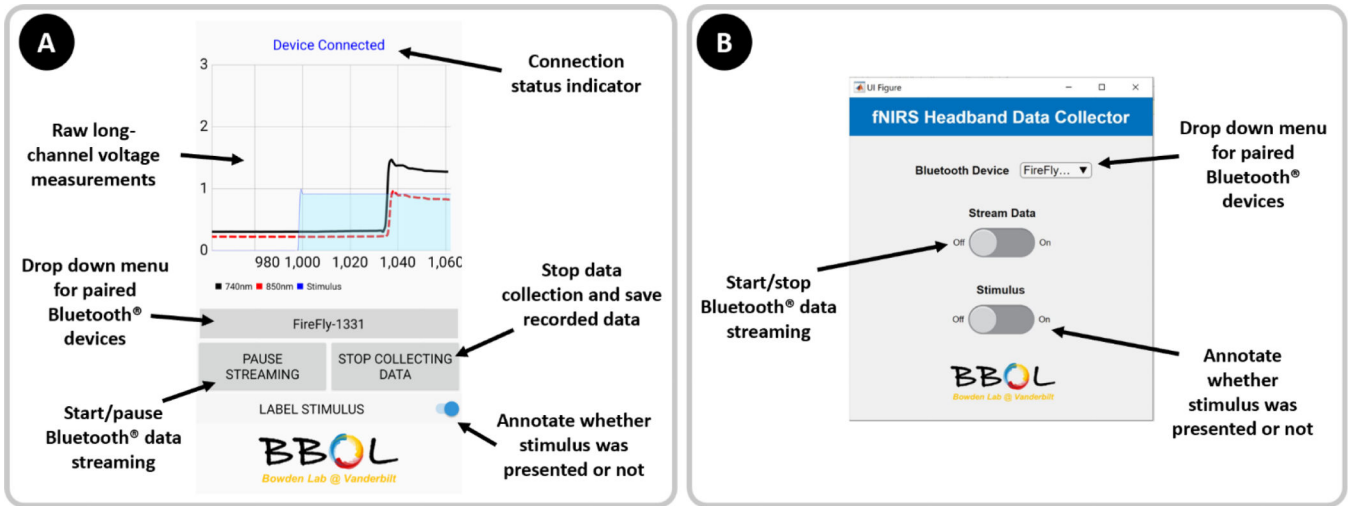 A
Device Connected
Connection
status indicator
3
2
1
0
Raw long-
channel voltage
measurements
980 1,000 1,020 1,040 1,060
740nm 850nm Stimulus
Drop down menu
for paired
Bluetooth®
devices
FireFly-1331
Stop data
collection and save
recorded data
PAUSE
STREAMING
STOP COLLECTING
DATA
Start/pause
Bluetooth® data
streaming
LABEL STIMULUS
Annotate whether
stimulus was
presented or not
BBOL
Bowden Lab @ Vanderbilt
B
UI Figure
fNIRS Headband Data Collector
Bluetooth Device FireFly...
Drop down menu
for paired
Bluetooth®
devices
Stream Data
Off On
Start/stop
Bluetooth® data
streaming
Stimulus
Off On
Annotate
whether
stimulus was
presented or not
BBOL
Bowden Lab @ Vanderbilt